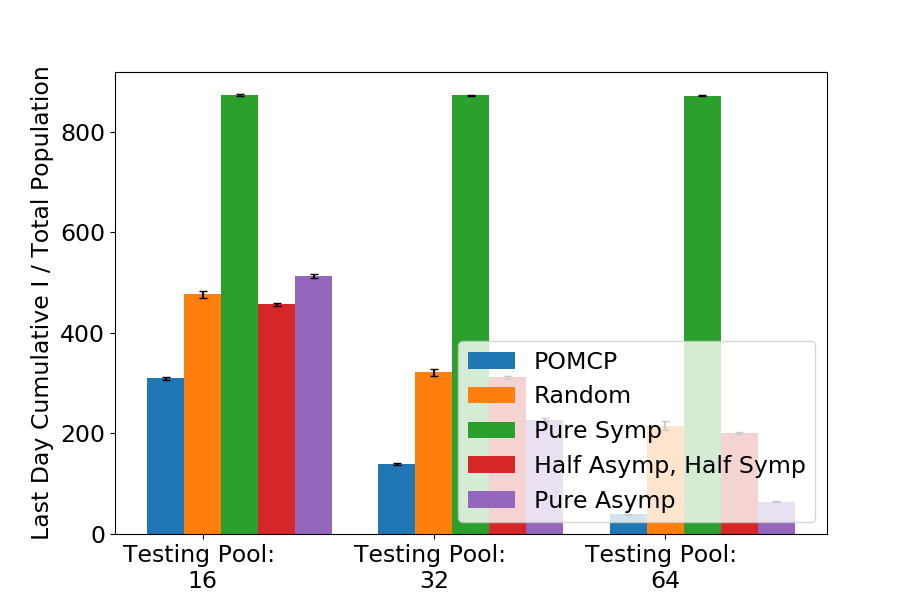 Last Day Cumulative I / Total Population
800
600
400
200
0
POMCP
Random
Pure Symp
Half Asymp, Half Symp
Pure Asymp
Testing Pool:
16
Testing Pool:
32
Testing Pool:
64